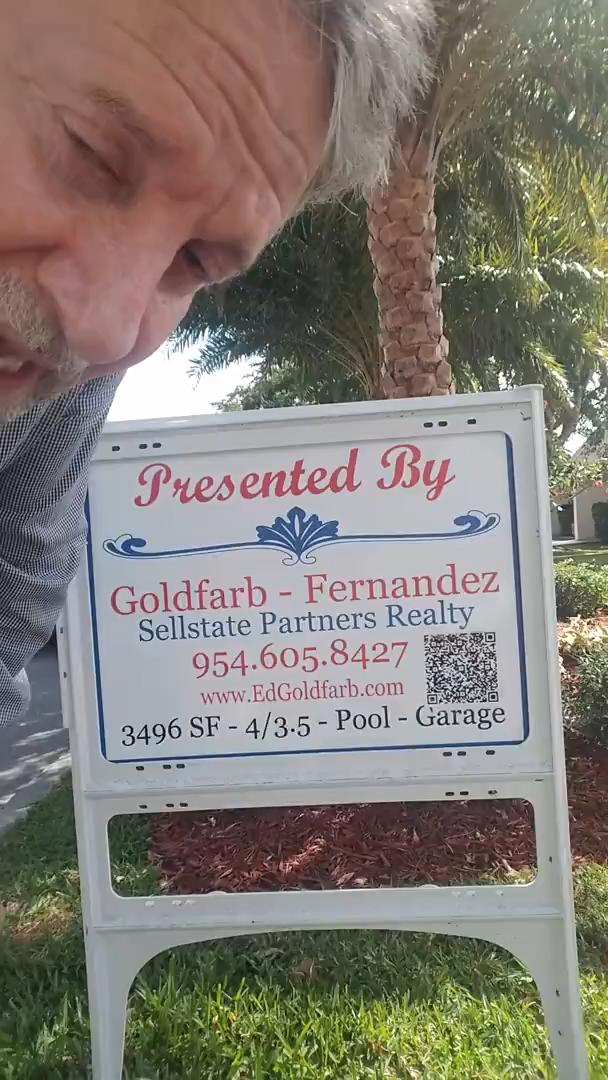 Presented By
Goldfarb - Fernandez
Sellstate Partners Realty
954.605.8427
www.EdGoldfarb.com
3496 SF - 4/3.5 - Pool - Garage